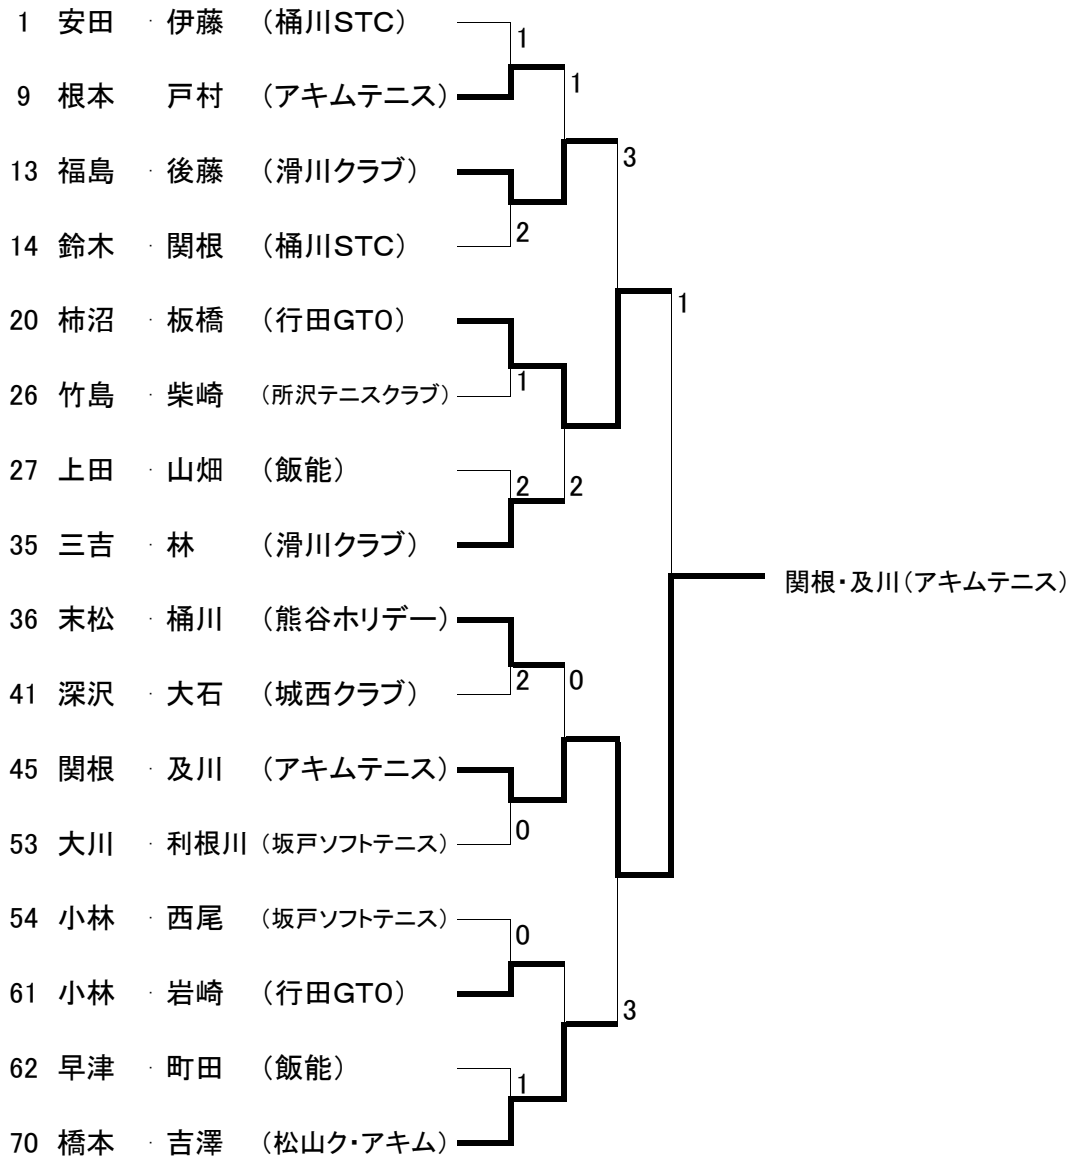 1 安田 · 伊藤 (桶川STC)
1
9 根本 戸村 (アキムテニス)
1
13 福島 · 後藤 (滑川クラブ)
3
14 鈴木 · 関根 (桶川STC)
2
20 柿沼 · 板橋 (行田GTO)
1
26 竹島 · 柴崎 (所沢テニスクラブ)
1
27 上田 · 山畑 (飯能)
2 2
35 三吉 · 林 (滑川クラブ)
関根・及川(アキムテニス)
36 末松 · 桶川 (熊谷ホリデー)
41 深沢 · 大石 (城西クラブ)
2 0
45 関根 · 及川 (アキムテニス)
53 大川 · 利根川 (坂戸ソフトテニス)
0
54 小林 · 西尾 (坂戸ソフトテニス)
0
61 小林 · 岩崎 (行田GTO)
3
62 早津 · 町田 (飯能)
1
70 橋本 · 吉澤 (松山ク・アキム)